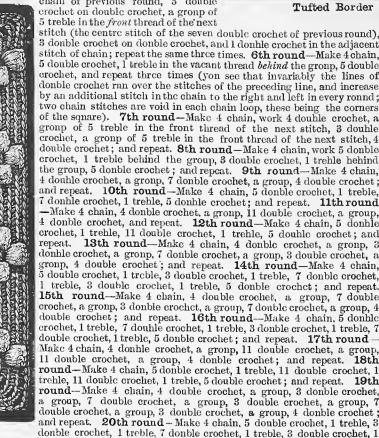 chain of previous round, 3 double
crochet on double crochet, a group of
5 treble in the front thread of the next
Tufted Border
stitch (the centre stitch of the seven double crochet of previous round),
3 double crochet on double crochet, and 1 double crochet in the adjacent
stitch of chain; repeat the same three times. 6th round—Make 4 chain,
5 double crochet, 1 treble in the vacant thread behind the group, 5 double
crochet, and repeat three times (you see that invariably the lines of
double crochet run over the stitches of the preceding line, and increase
by an additional stitch in the chain to the right and left in every round;
two chain stitches are void in each chain loop, these being the corners
of the square). 7th round—Make 4 chain, work 4 double crochet, a
group of 5 treble in the front thread of the next stitch, 3 double
crochet, a group of 5 treble in the front thread of the next stitch, 4
double crochet; and repeat. 8th round—Make 4 chain, work 5 double
crochet, 1 treble behind the group, 3 double crochet, 1 treble behind
the group, 5 double crochet; and repeat. 9th round—Make 4 chain,
4 double crochet, a group, 7 double crochet, a group, 4 double crochet;
and repeat. 10th round—Make 4 chain, 5 double crochet, 1 treble,
7 double crochet, 1 treble, 5 double crochet; and repeat. 11th round
—Make 4 chain, 4 double crochet, a group, 11 double crochet, a group,
4 double crochet, and repeat. 12th round—Make 4 chain, 5 double
crochet, 1 treble, 11 double crochet, 1 treble, 5 double crochet; and
repeat. 13th round—Make 4 chain, 4 double crochet, a group, 3
double crochet, a group, 7 double crochet, a group, 3 double crochet, a
group, 4 double crochet; and repeat. 14th round—Make 4 chain,
5 double crochet, 1 treble, 3 double crochet, 1 treble, 7 double crochet,
1 treble, 3 double crochet, 1 treble, 5 double crochet; and repeat.
15th round—Make 4 chain, 4 double crochet, a group, 7 double
crochet, a group, 3 double crochet, a group, 7 double crochet, a group, 4
double crochet; and repeat. 16th round—Make 4 chain, 5 double
crochet, 1 treble, 7 double crochet, 1 treble, 3 double crochet, 1 treble, 7
double crochet, 1 treble, 5 double crochet; and repeat. 17th round—
Make 4 chain, 4 double crochet, a group, 11 double crochet, a group,
11 double crochet, a group, 4 double crochet; and repeat. 18th
round—Make 4 chain, 5 double crochet, 1 treble, 11 double crochet, 1
treble, 11 double crochet, 1 treble, 5 double crochet; and repeat. 19th
round—Make 4 chain, 4 double crochet, a group, 3 double crochet,
a group, 7 double crochet, a group, 3 double crochet, a group, 7
double crochet, a group, 3 double crochet, a group, 4 double crochet;
and repeat. 20th round—Make 4 chain, 5 double crochet, 1 treble, 3
double crochet, 1 treble, 7 double crochet, 1 treble, 3 double crochet, 1